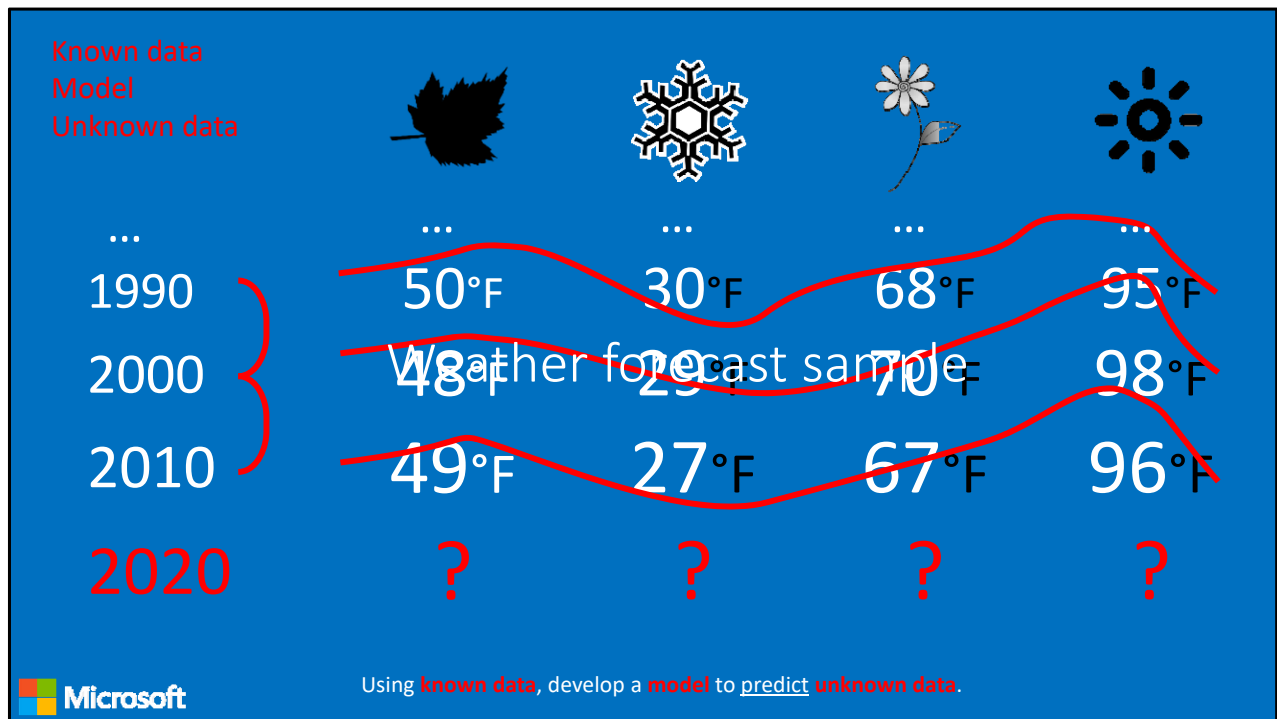 Known data
Model
Unknown data
… … … … …
1990 50°F 30°F 68°F 95°F
Weather forecast sample
2000 48°F 29°F 70°F 98°F
2010 49°F 27°F 67°F 96°F
2020 ? ? ? ?
Microsoft
Using known data, develop a model to predict unknown data.